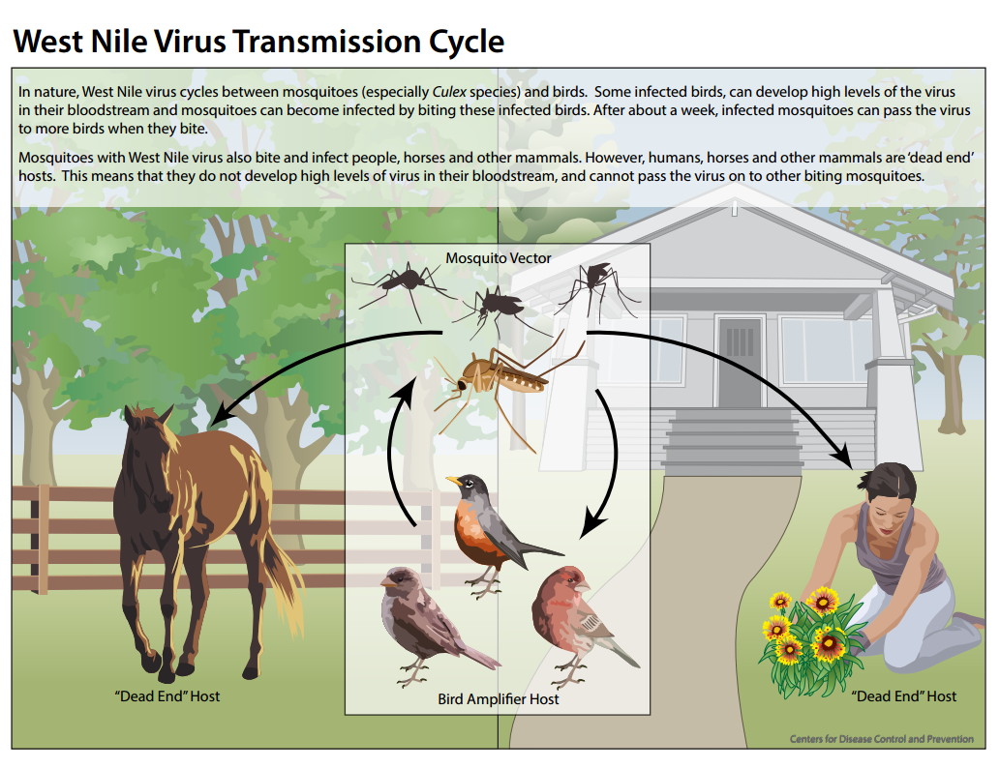 West Nile Virus Transmission Cycle
In nature, West Nile virus cycles between mosquitoes (especially Culex species) and birds.  Some infected birds, can develop high levels of the virus
in their bloodstream and mosquitoes can become infected by biting these infected birds. After about a week, infected mosquitoes can pass the virus
to more birds when they bite.
Mosquitoes with West Nile virus also bite and infect people, horses and other mammals. However, humans, horses and other mammals are ‘dead end’
hosts.  This means that they do not develop high levels of virus in their bloodstream, and cannot pass the virus on to other biting mosquitoes.
Mosquito Vector
“Dead End” Host
Bird Amplifier Host
“Dead End” Host
Centers for Disease Control and Prevention